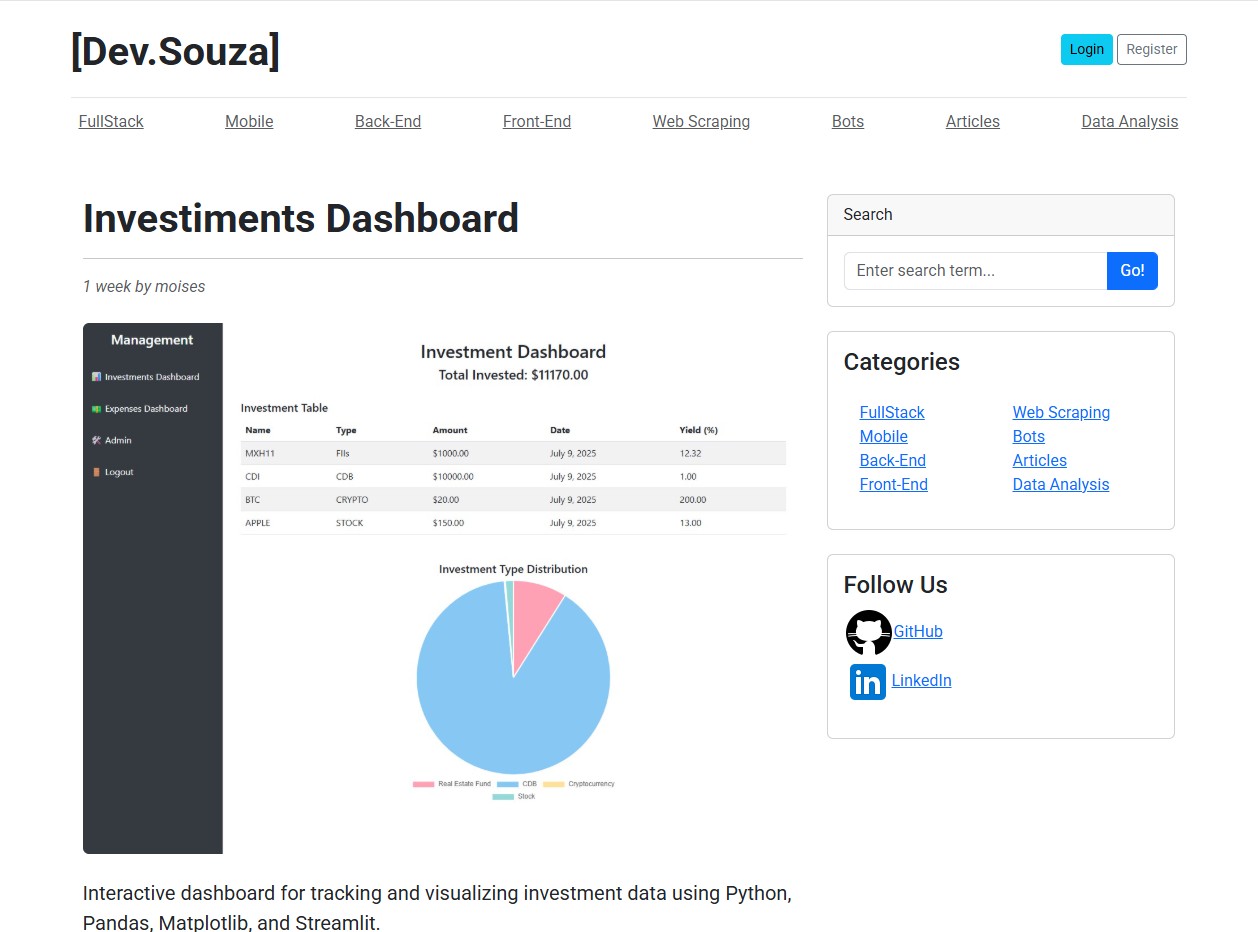 [Dev.Souza]
Login Register
FullStack Mobile Back-End Front-End Web Scraping Bots Articles Data Analysis
Investiments Dashboard
1 week by moises
Management
Investments Dashboard
Expenses Dashboard
Admin
Logout
Investment Dashboard
Total Invested: $11170.00
Investment Table
Name Type Amount Date Yield (%)
MXH11 FIIs $1000.00 July 9, 2025 12.32
CDI CDB $10000.00 July 9, 2025 1.00
BTC CRYPTO $20.00 July 9, 2025 200.00
APPLE STOCK $150.00 July 9, 2025 13.00
Investment Type Distribution
Real Estate Fund CDB Cryptocurrency
Stock
Interactive dashboard for tracking and visualizing investment data using Python,
Pandas, Matplotlib, and Streamlit.
Search
Enter search term... Go!
Categories
FullStack Web Scraping
Mobile Bots
Back-End Articles
Front-End Data Analysis
Follow Us
GitHub
in LinkedIn